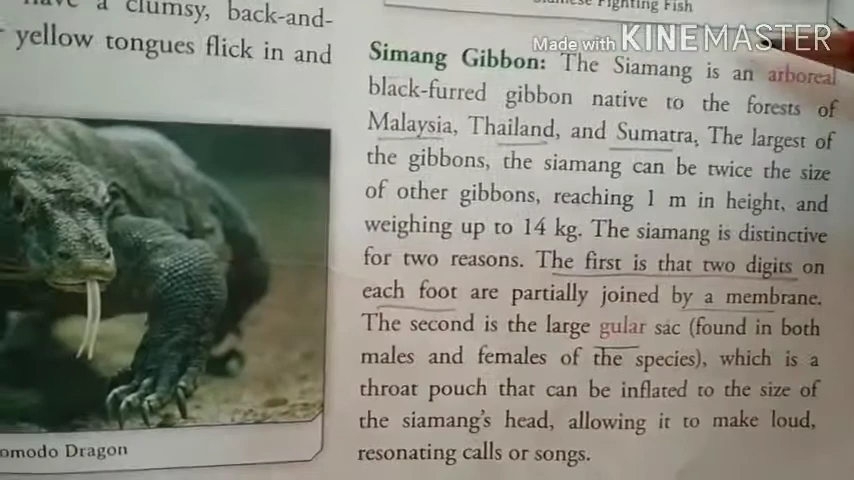 a clumsy, back-and-
yellow tongues flick in and
Fighting Fish
Made with KINEMASTER
Simang Gibbon: The Siamang is an arboreal
black-furred gibbon native to the forests of
Malaysia, Thailand, and Sumatra, The largest of
the gibbons, the siamang can be twice the size
of other gibbons, reaching 1 m in height, and
weighing up to 14 kg. The siamang is distinctive
for two reasons. The first is that two digits on
each foot are partially joined by a membrane.
The second is the large gular sac (found in both
males and females of the species), which is a
throat pouch that can be inflated to the size of
the siamang's head, allowing it to make loud,
resonating calls or songs.
omodo Dragon